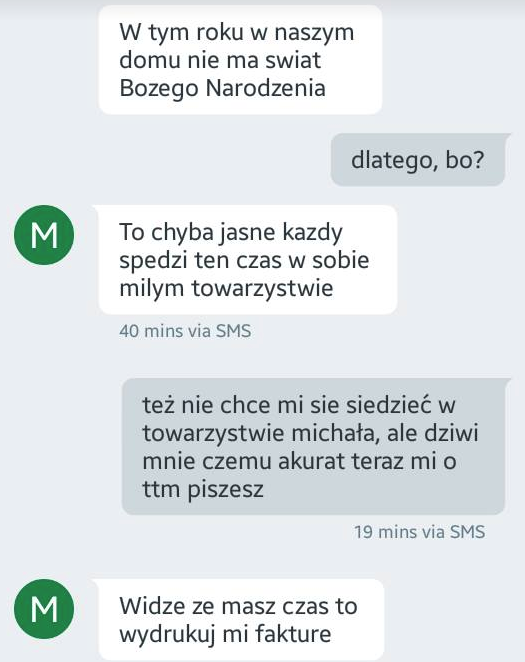 W tym roku w naszym
domu nie ma swiat
Bozego Narodzenia
dlatego, bo?
M
To chyba jasne kazdy
spedzi ten czas w sobie
milym towarzystwie
40 mins via SMS
też nie chce mi sie siedzieć w
towarzystwie michała, ale dziwi
mnie czemu akurat teraz mi o
ttm piszesz
19 mins via SMS
M
Widze ze masz czas to
wydrukuj mi fakture